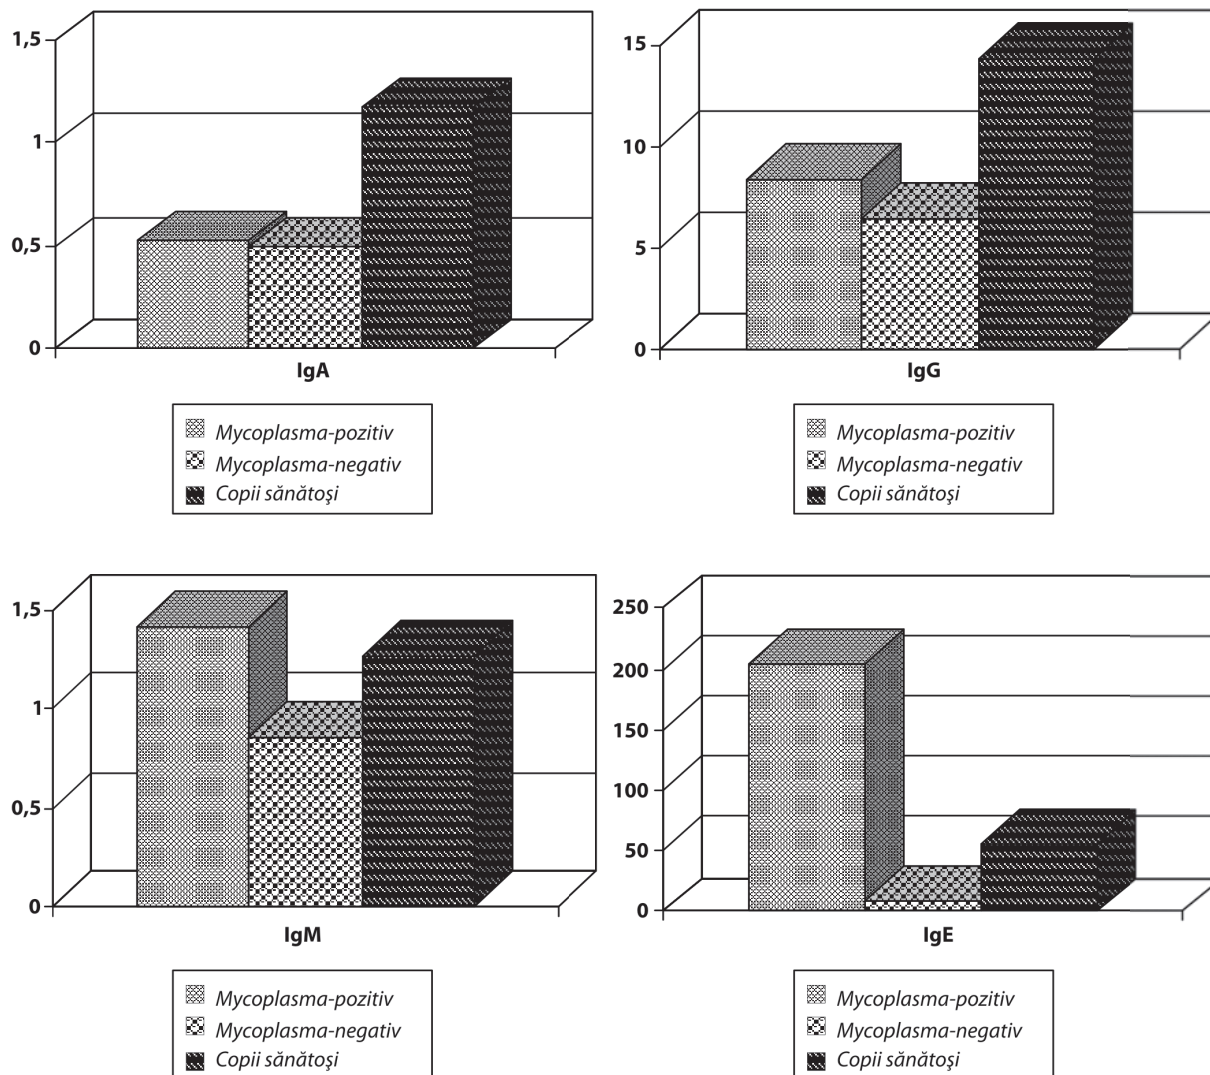 1,5
1
0,5
0
IgA
Mycoplasma-pozitiv
Mycoplasma-negativ
Copii sănătoşi
15
10
5
0
IgG
Mycoplasma-pozitiv
Mycoplasma-negativ
Copii sănătoşi
1,5
1
0,5
0
IgM
Mycoplasma-pozitiv
Mycoplasma-negativ
Copii sănătoşi
250
200
150
100
50
0
IgE
Mycoplasma-pozitiv
Mycoplasma-negativ
Copii sănătoşi